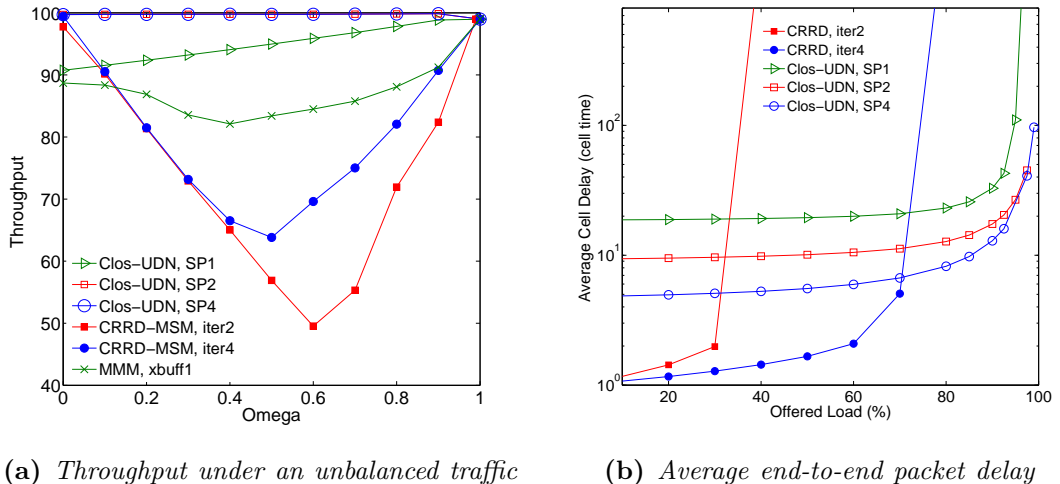 100
90
80
70
60
50
40
Throughput
Clos-UDN, SP1
Clos-UDN, SP2
Clos-UDN, SP4
CRRD-MSM, iter2
CRRD-MSM, iter4
MMM, xbuff1
0 0.2 0.4 0.6 0.8 1
Omega
(a) Throughput under an unbalanced traffic
CRRD, iter2
CRRD, iter4
Clos-UDN, SP1
Clos-UDN, SP2
Clos-UDN, SP4
10^2
10^1
10^0
Average Cell Delay (cell time)
20 40 60 80 100
Offered Load (%)
(b) Average end-to-end packet delay